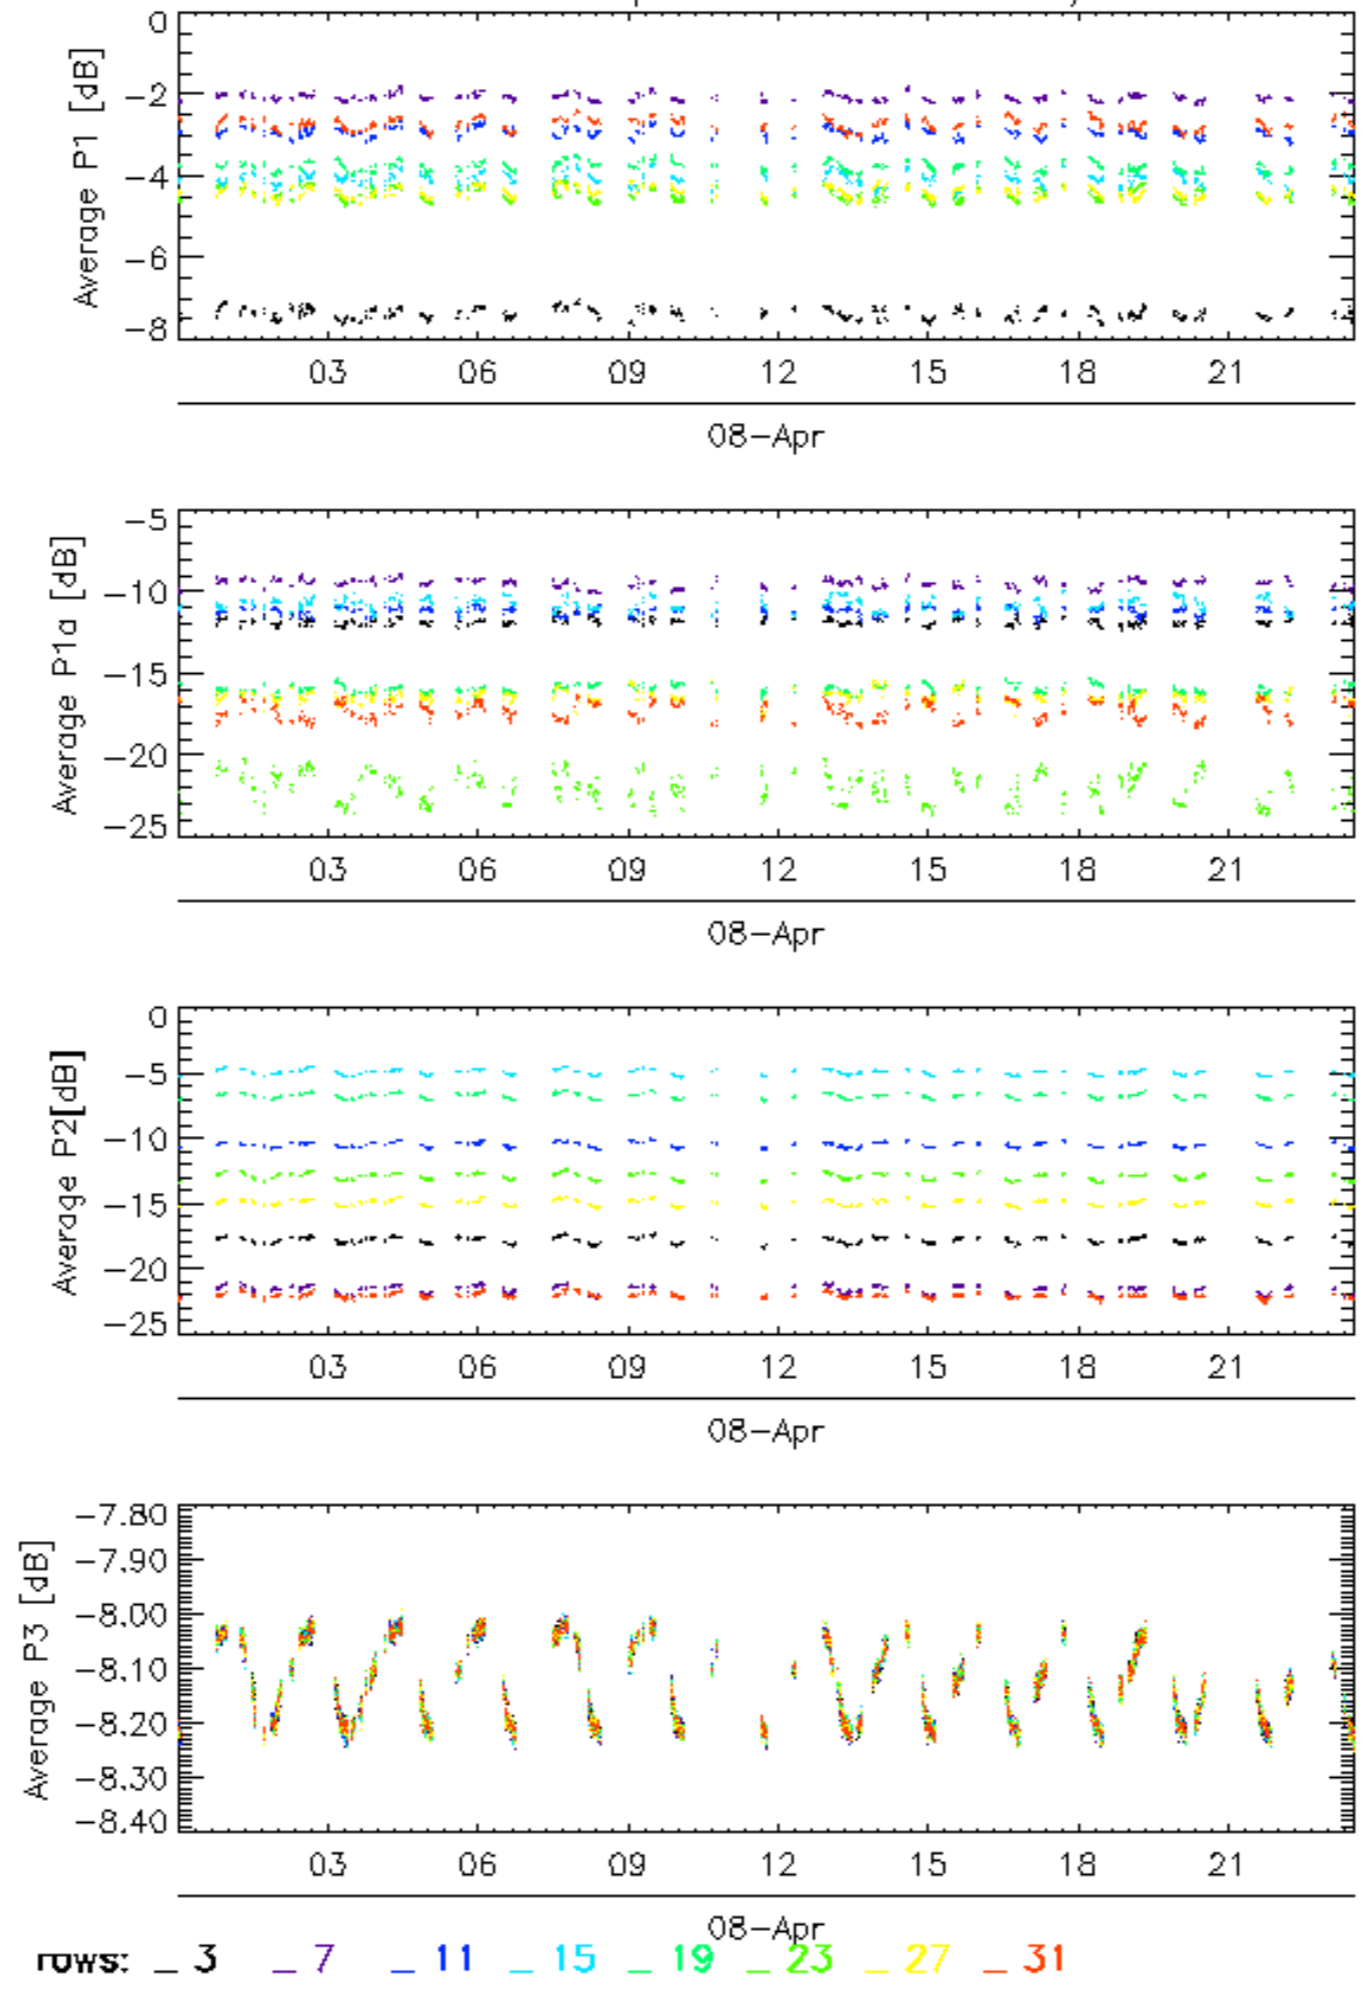 0
−2
−4
−6
−8
Average P1 [dB]
03 06 09 12 15 18 21
08−Apr
−5
−10
−15
−20
−25
Average P1a [dB]
03 06 09 12 15 18 21
08−Apr
0
−5
−10
−15
−20
−25
Average P2[dB]
03 06 09 12 15 18 21
08−Apr
−7.80
−7.90
−8.00
−8.10
−8.20
−8.30
−8.40
Average P3 [dB]
03 06 09 12 15 18 21
08−Apr
rows: _ 3 _ 7 _ 11 _ 15 _ 19 _ 23 _ 27 _ 31